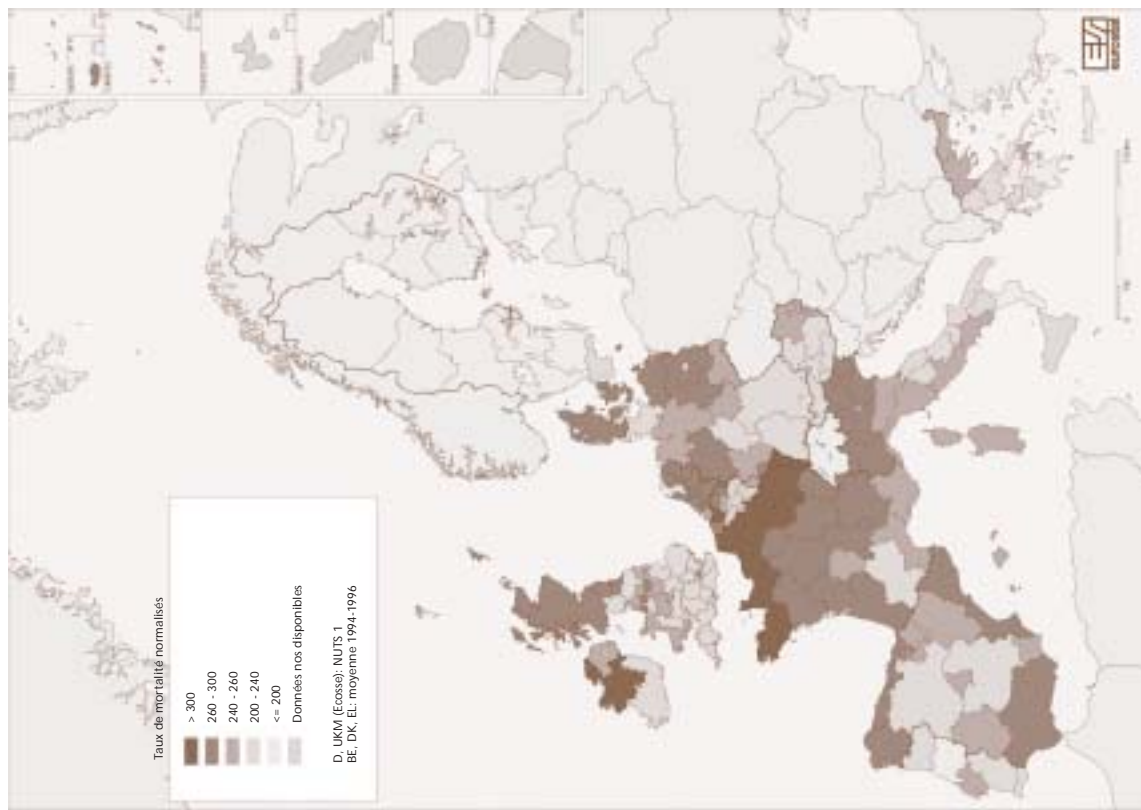 Taux de mortalité normalisés
> 300
260 - 300
240 - 260
200 - 240
<= 200
Données nos disponibles
D, UKM (Ecosse): NUTS 1
BE, DK, EL: moyenne 1994-1996
eurostat